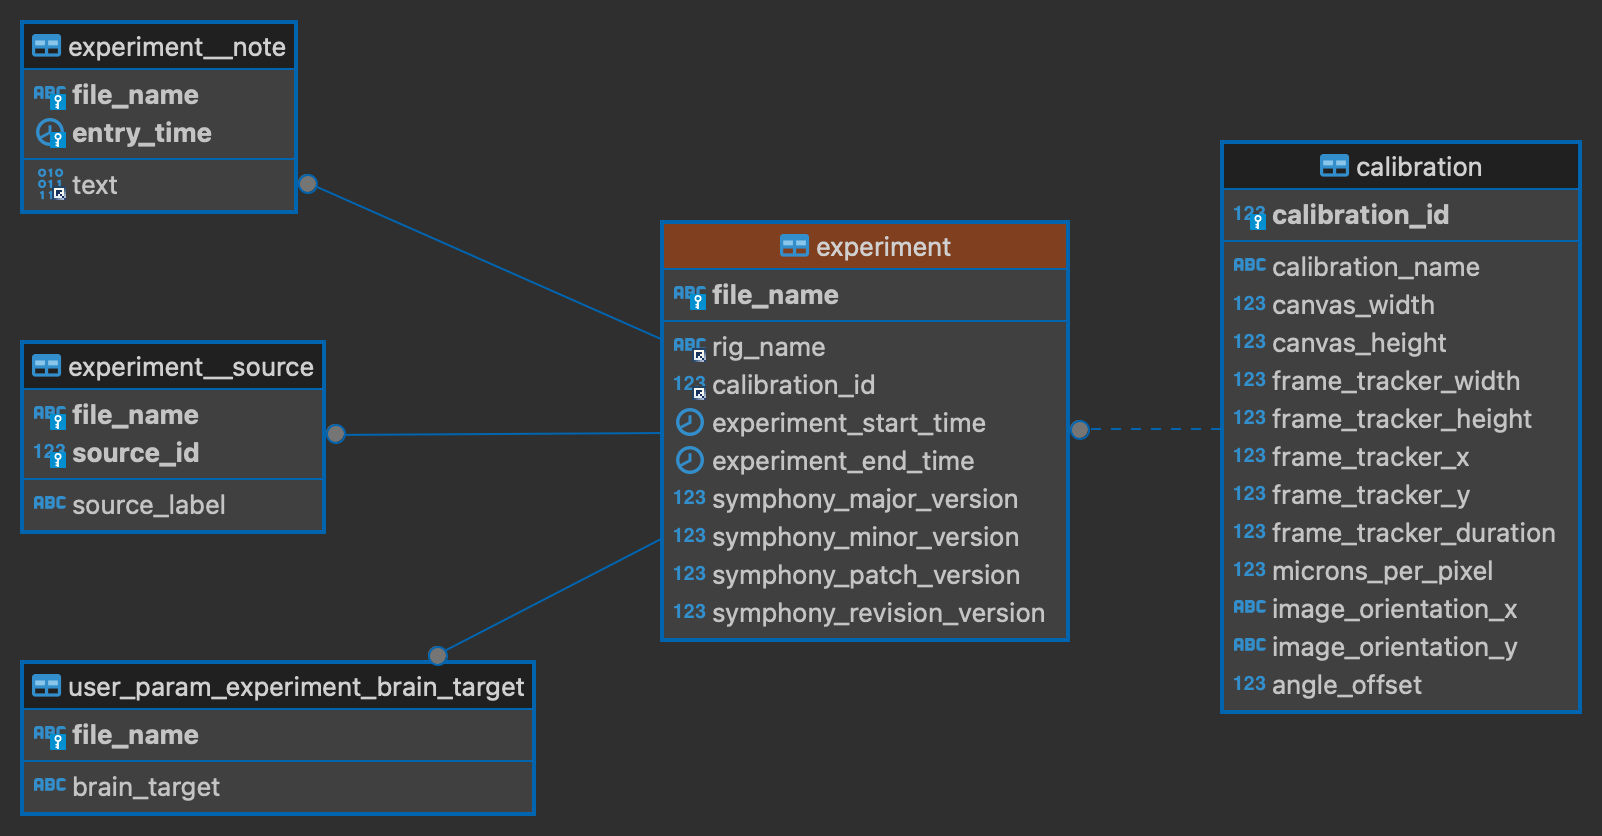 experiment__note
ABC file_name
entry_time
010
011
11
text
experiment__source
ABC file_name
123 source_id
ABC source_label
user_param_experiment_brain_target
ABC file_name
ABC brain_target
experiment
ABC file_name
ABC rig_name
123 calibration_id
experiment_start_time
experiment_end_time
123 symphony_major_version
123 symphony_minor_version
123 symphony_patch_version
123 symphony_revision_version
calibration
123 calibration_id
ABC calibration_name
123 canvas_width
123 canvas_height
123 frame_tracker_width
123 frame_tracker_height
123 frame_tracker_x
123 frame_tracker_y
123 frame_tracker_duration
123 microns_per_pixel
ABC image_orientation_x
ABC image_orientation_y
123 angle_offset